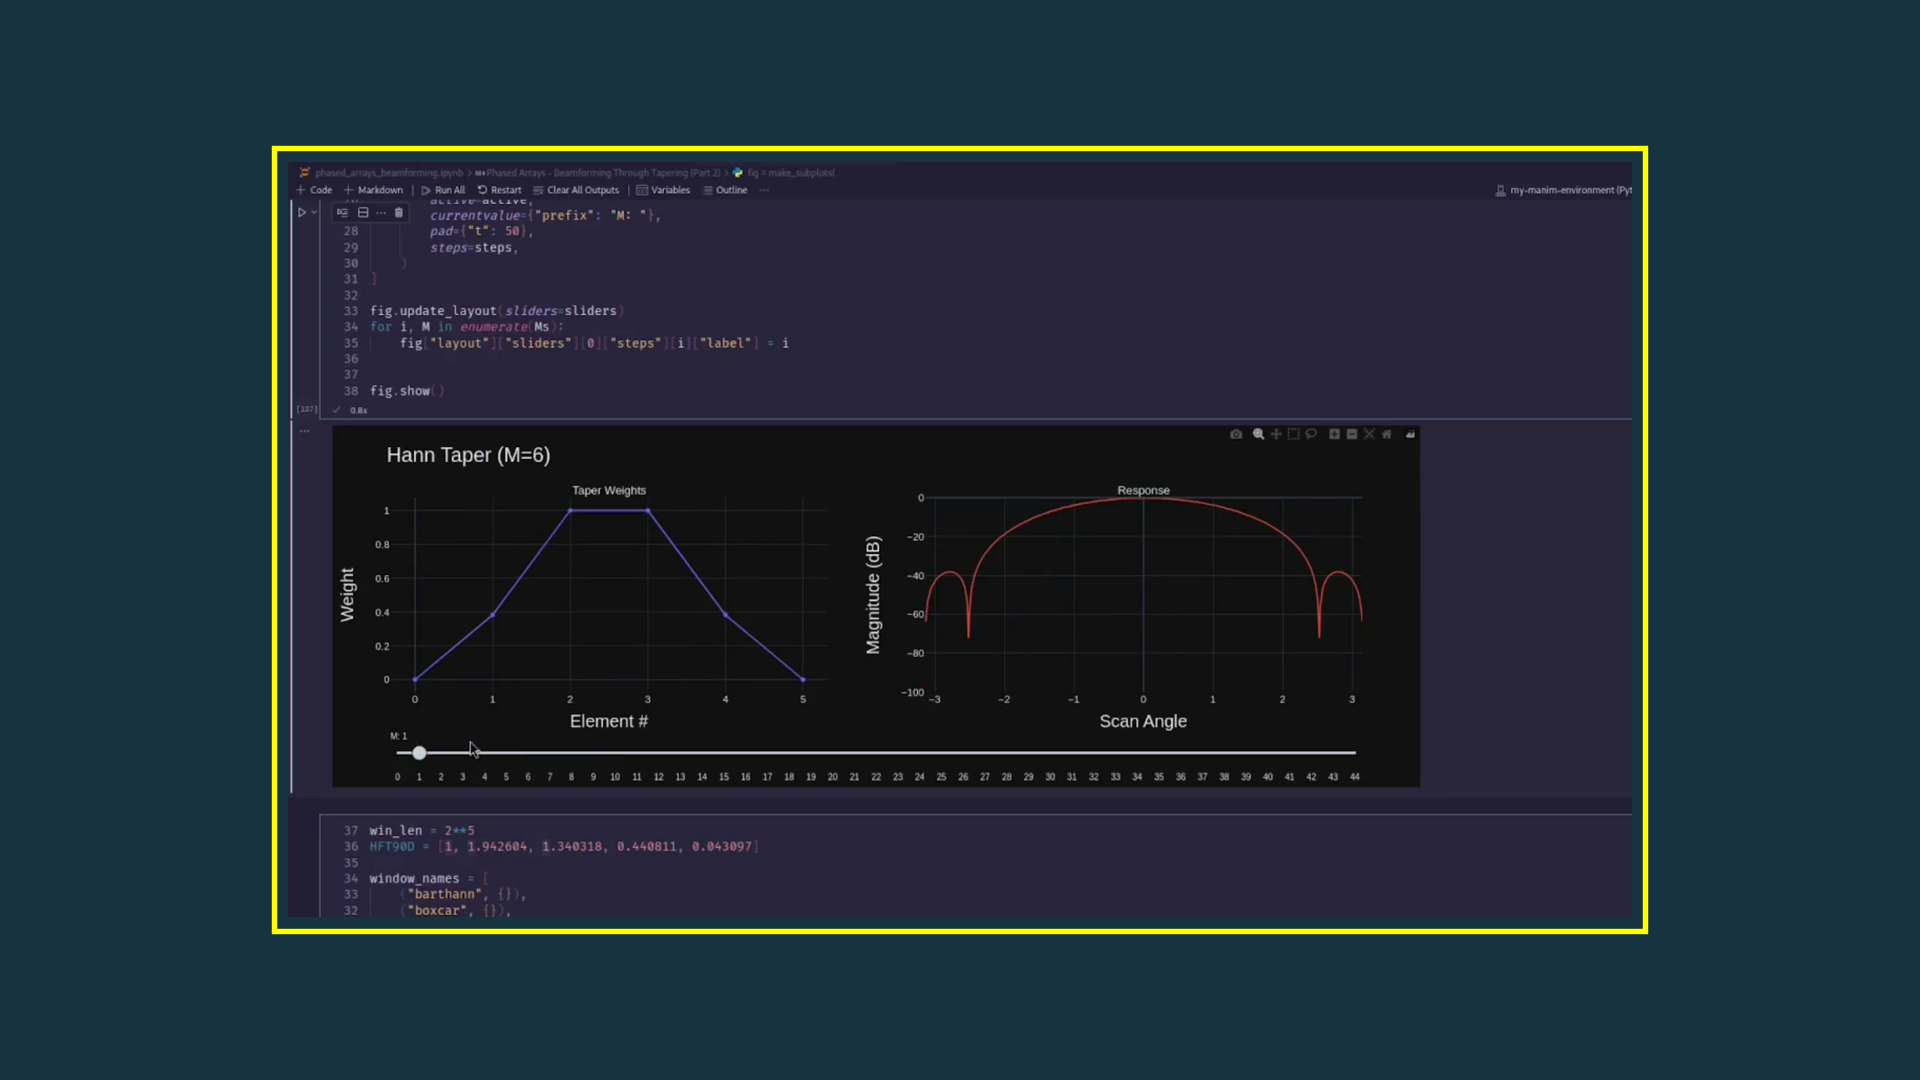 phased_arrays_beamforming.ipynb > M↓Phased Arrays - Beamforming Through Tapering (Part 2) > fig = make_subplots(
+ Code + Markdown | Run All Restart Clear All Outputs | Variables Outline ···
my-manim-environment (Pyt
active=active,
currentvalue={"prefix": "M: "},
28 pad={"t": 50},
29 steps=steps,
30 )
31 ]
32
33 fig.update_layout(sliders=sliders)
34 for i, M in enumerate(Ms):
35 fig["layout"]["sliders"][0]["steps"][i]["label"] = i
36
37
38 fig.show()
[127] ✓ 0.8s
Hann Taper (M=6)
Taper Weights
1
0.8
0.6
0.4
0.2
0
Weight
0 1 2 3 4 5
Element #
Response
0
−20
−40
−60
−80
−100
Magnitude (dB)
−3 −2 −1 0 1 2 3
Scan Angle
M: 1
0 1 2 3 4 5 6 7 8 9 10 11 12 13 14 15 16 17 18 19 20 21 22 23 24 25 26 27 28 29 30 31 32 33 34 35 36 37 38 39 40 41 42 43 44
37 win_len = 2**5
36 HFT90D = [1, 1.942604, 1.340318, 0.440811, 0.043097]
35
34 window_names = [
33 ("barthann", {}),
32 ("boxcar", {}),